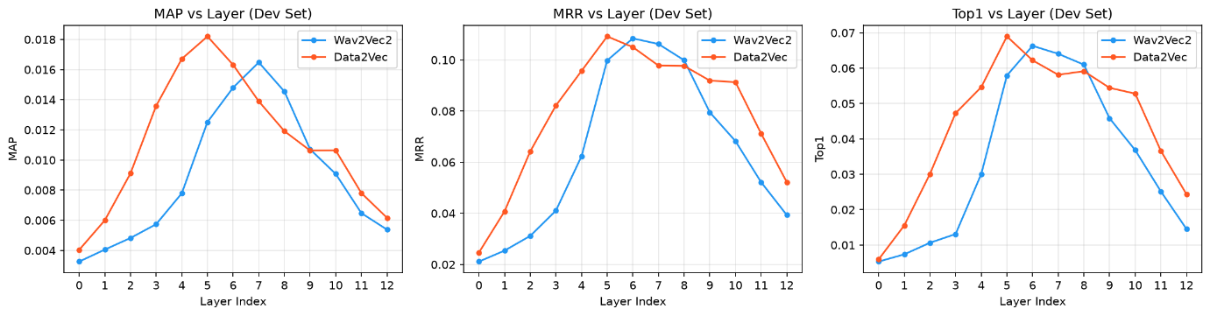 MAP vs Layer (Dev Set)
MAP
0.018
0.016
0.014
0.012
0.010
0.008
0.006
0.004
Wav2Vec2
Data2Vec
0 1 2 3 4 5 6 7 8 9 10 11 12
Layer Index
MRR vs Layer (Dev Set)
MRR
0.10
0.08
0.06
0.04
0.02
Wav2Vec2
Data2Vec
0 1 2 3 4 5 6 7 8 9 10 11 12
Layer Index
Top1 vs Layer (Dev Set)
Top1
0.07
0.06
0.05
0.04
0.03
0.02
0.01
Wav2Vec2
Data2Vec
0 1 2 3 4 5 6 7 8 9 10 11 12
Layer Index